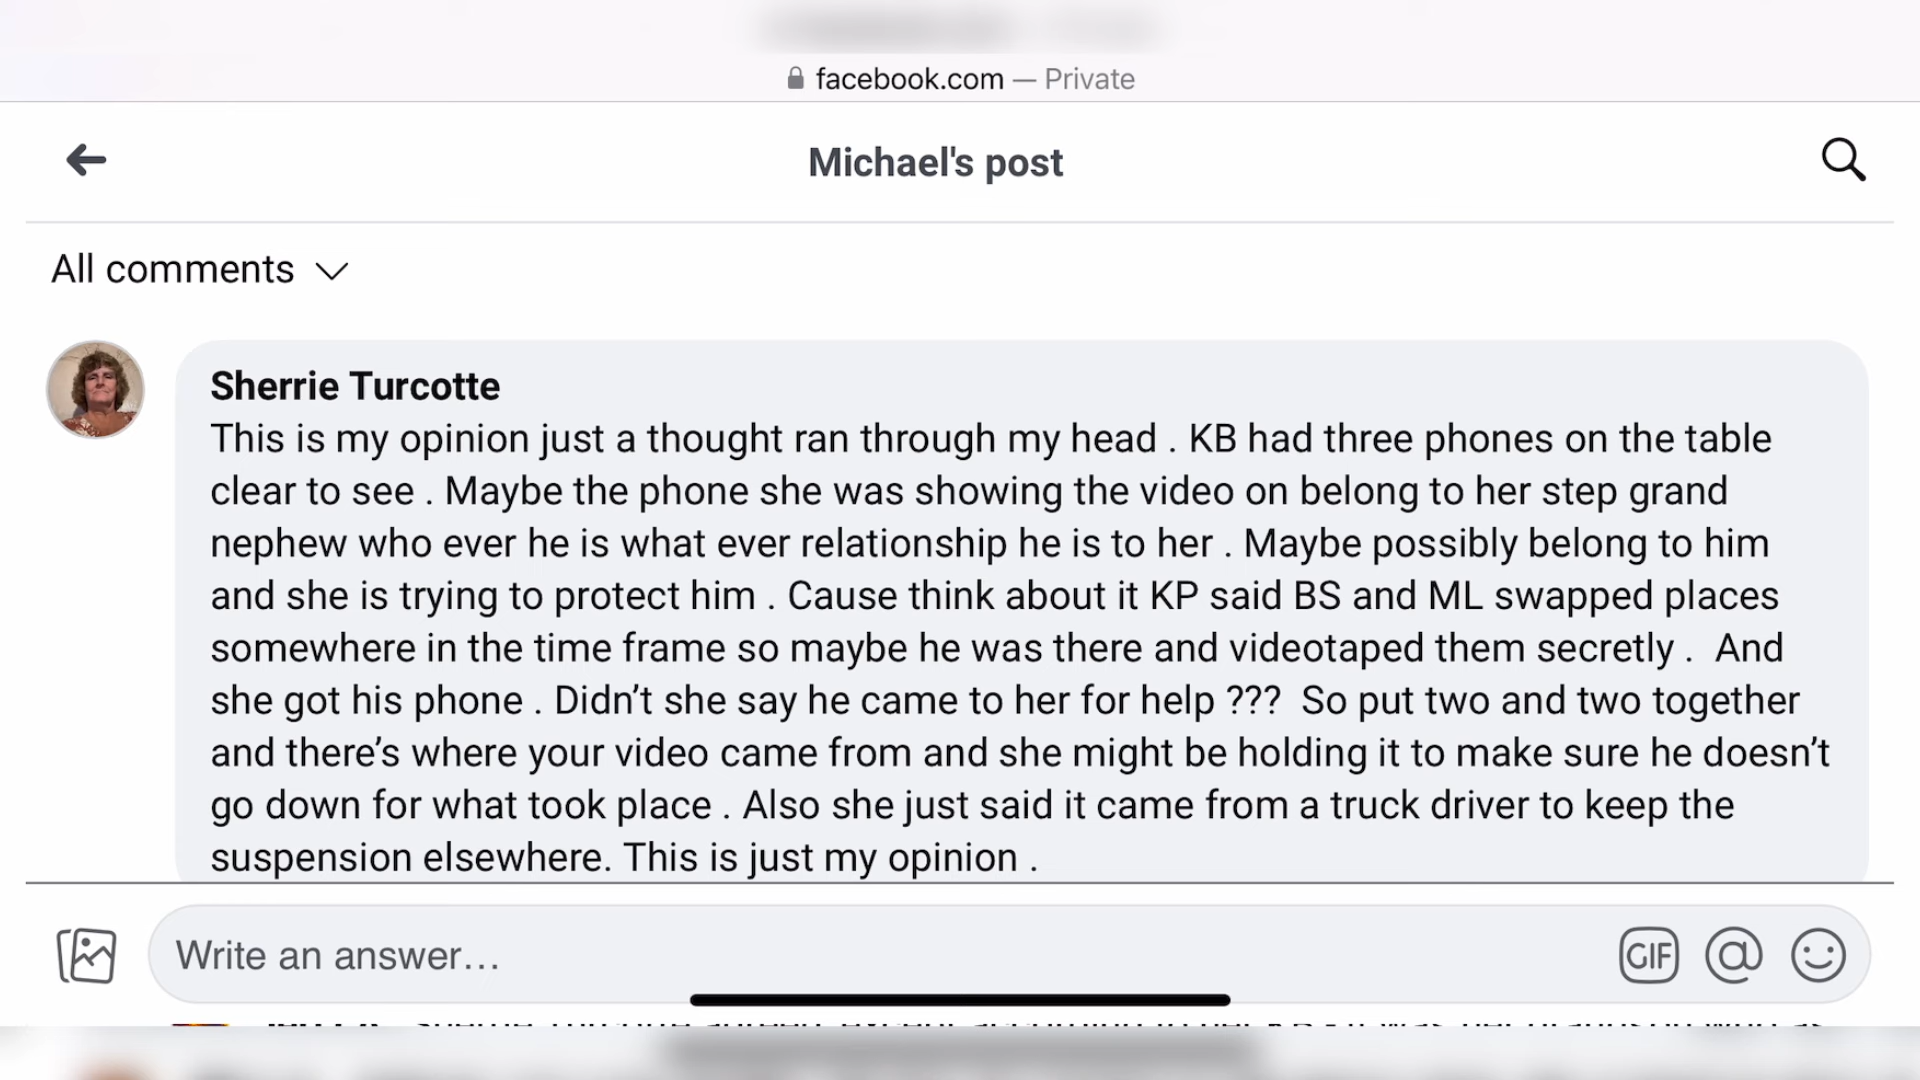 facebook.com — Private
Michael's post
All comments
Sherrie Turcotte
This is my opinion just a thought ran through my head . KB had three phones on the table
clear to see . Maybe the phone she was showing the video on belong to her step grand
nephew who ever he is what ever relationship he is to her . Maybe possibly belong to him
and she is trying to protect him . Cause think about it KP said BS and ML swapped places
somewhere in the time frame so maybe he was there and videotaped them secretly .  And
she got his phone . Didn’t she say he came to her for help ???  So put two and two together
and there’s where your video came from and she might be holding it to make sure he doesn’t
go down for what took place . Also she just said it came from a truck driver to keep the
suspension elsewhere. This is just my opinion .
Write an answer...
GIF @